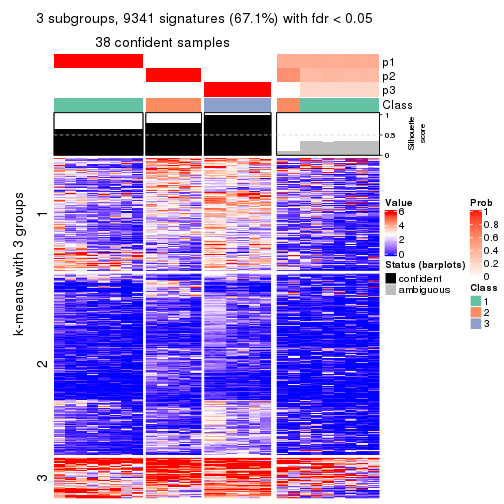 3 subgroups, 9341 signatures (67.1%) with fdr < 0.05
38 confident samples
p1
p2
p3
Class
1
0.5
0
Silhouette
score
k-means with 3 groups
1
2
3
Value
6
4
2
0
Status (barplots)
confident
ambiguous
Prob
1
0.8
0.6
0.4
0.2
0
Class
1
2
3